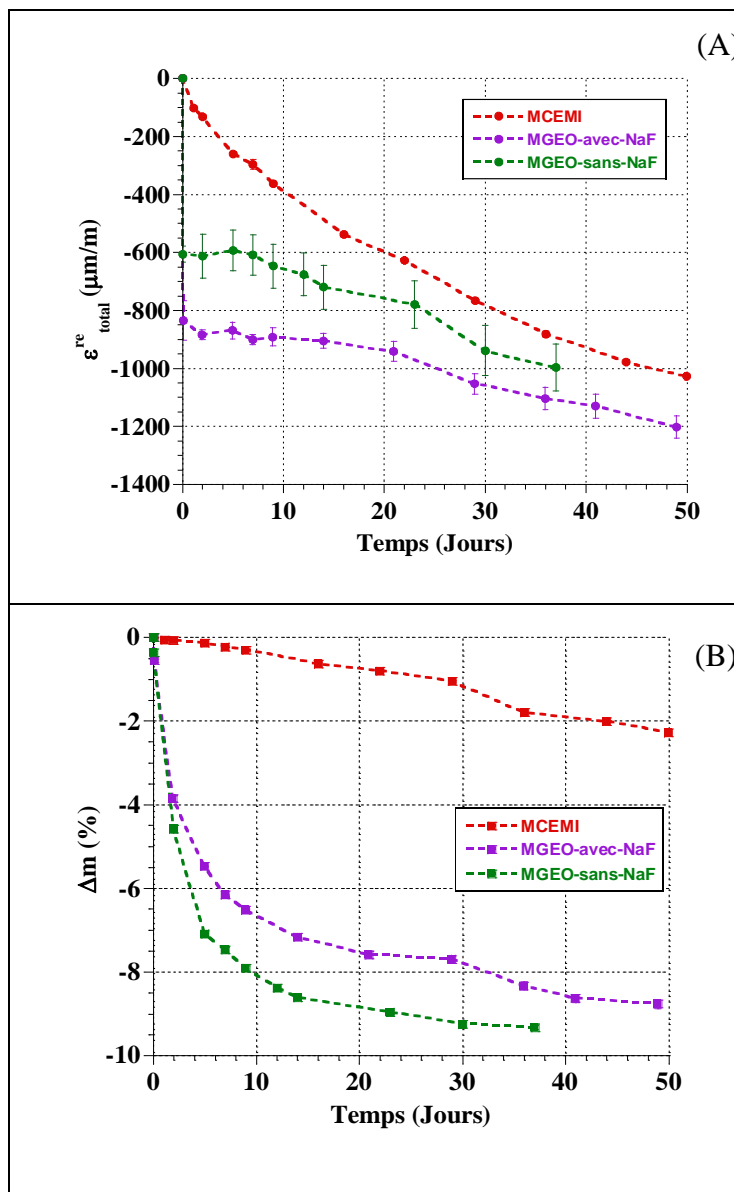 (A)
0
-200
-400
-600
-800
-1000
-1200
-1400
ε^re_total (μm/m)
MCEMI
MGEO-avec-NaF
MGEO-sans-NaF
0 10 20 30 40 50
Temps (Jours)
(B)
0
-2
-4
-6
-8
-10
Δm (%)
MCEMI
MGEO-avec-NaF
MGEO-sans-NaF
0 10 20 30 40 50
Temps (Jours)